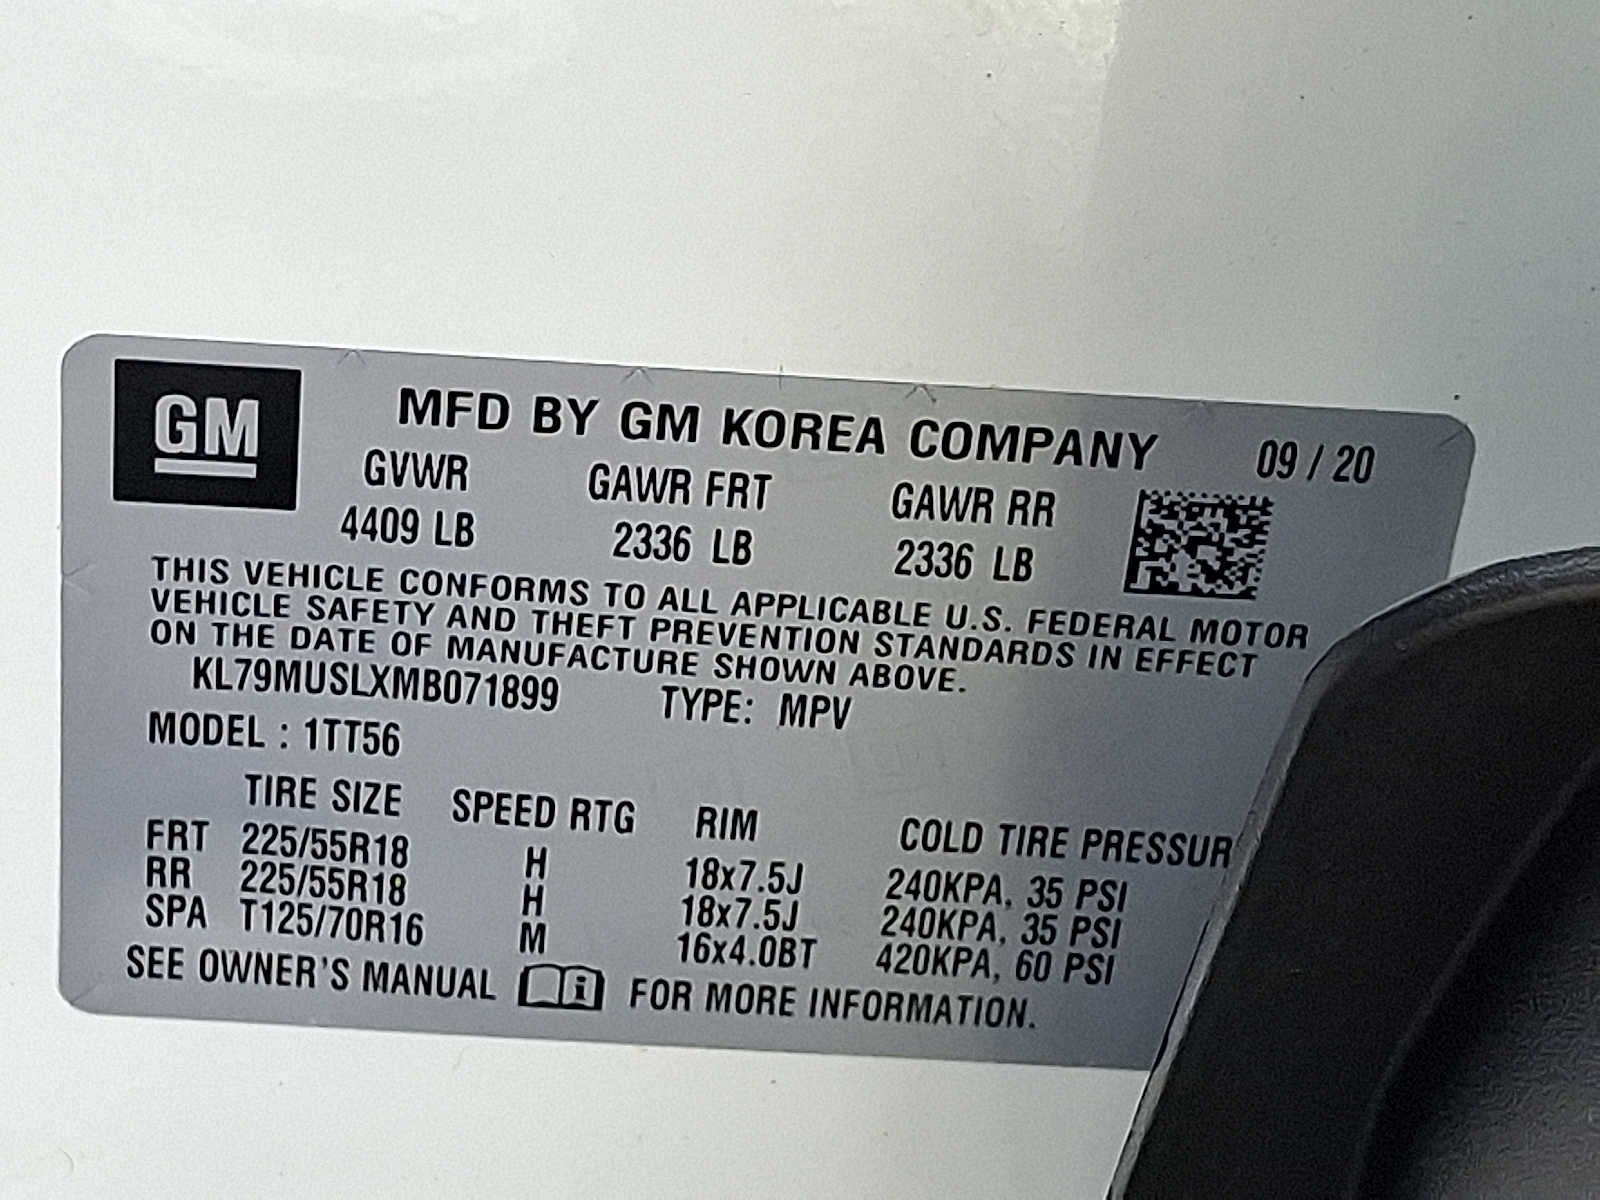 GM
MFD BY GM KOREA COMPANY 09 / 20
GVWR GAWR FRT GAWR RR
4409 LB 2336 LB 2336 LB
THIS VEHICLE CONFORMS TO ALL APPLICABLE U.S. FEDERAL MOTOR
VEHICLE SAFETY AND THEFT PREVENTION STANDARDS IN EFFECT
ON THE DATE OF MANUFACTURE SHOWN ABOVE.
KL79MUSLXMB071899 TYPE: MPV
MODEL : 1TT56
TIRE SIZE SPEED RTG RIM COLD TIRE PRESSUR
FRT 225/55R18 H 18x7.5J 240KPA, 35 PSI
RR 225/55R18 H 18x7.5J 240KPA, 35 PSI
SPA T125/70R16 M 16x4.0BT 420KPA, 60 PSI
SEE OWNER'S MANUAL i FOR MORE INFORMATION.